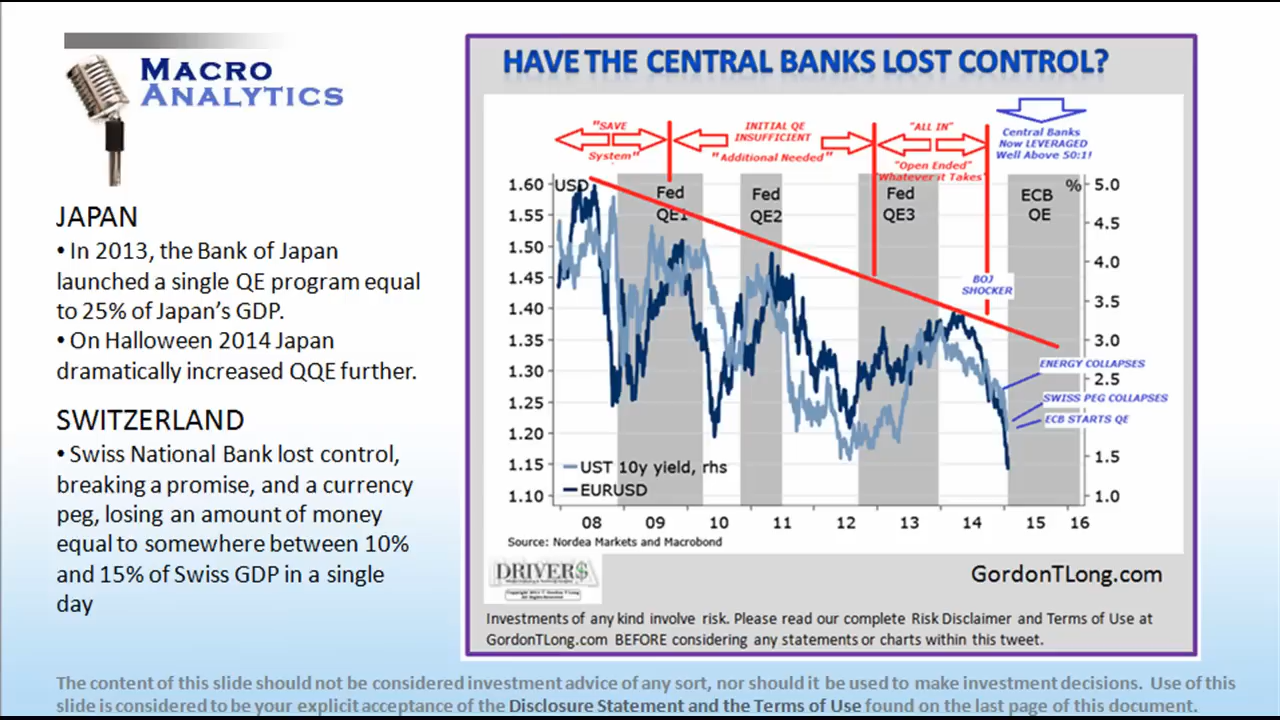 MACRO
ANALYTICS
JAPAN
• In 2013, the Bank of Japan
launched a single QE program equal
to 25% of Japan's GDP.
• On Halloween 2014 Japan
dramatically increased QQE further.
SWITZERLAND
• Swiss National Bank lost control,
breaking a promise, and a currency
peg, losing an amount of money
equal to somewhere between 10%
and 15% of Swiss GDP in a single
day
HAVE THE CENTRAL BANKS LOST CONTROL?
"SAVE
System"
INITIAL QE
INSUFFICIENT
"Additional Needed"
"ALL IN"
"Open Ended"
"Whatever it Takes"
Central Banks
Now LEVERAGED
Well Above 50:1!
USD
%
Fed
QE1
Fed
QE2
Fed
QE3
ECB
QE
1.60
1.55
1.50
1.45
1.40
1.35
1.30
1.25
1.20
1.15
1.10
5.0
4.5
4.0
3.5
3.0
2.5
1.5
1.0
BOJ
SHOCKER
ENERGY COLLAPSES
SWISS PEG COLLAPSES
ECB STARTS QE
UST 10y yield, rhs
EURUSD
08 09 10 11 12 13 14 15 16
Source: Nordea Markets and Macrobond
DRIVER$
GordonTLong.com
Investments of any kind involve risk. Please read our complete Risk Disclaimer and Terms of Use at
GordonTLong.com BEFORE considering any statements or charts within this tweet.
The content of this slide should not be considered investment advice of any sort, nor should it be used to make investment decisions. Use of this
slide is considered to be your explicit acceptance of the Disclosure Statement and the Terms of Use found on the last page of this document.